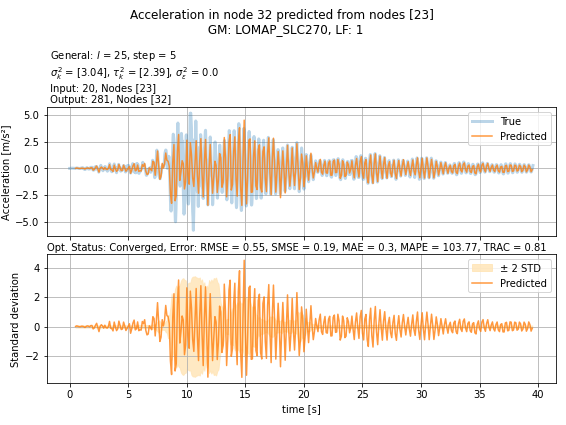 Acceleration in node 32 predicted from nodes [23]
GM: LOMAP_SLC270, LF: 1
General: l = 25, step = 5
σ²ₖ = [3.04], τ²ₖ = [2.39], σ²ₑ = 0.0
Input: 20, Nodes [23]
Output: 281, Nodes [32]
Acceleration [m/s²]
5.0
2.5
0.0
−2.5
−5.0
True
Predicted
Opt. Status: Converged, Error: RMSE = 0.55, SMSE = 0.19, MAE = 0.3, MAPE = 103.77, TRAC = 0.81
Standard deviation
4
2
0
−2
± 2 STD
Predicted
0 5 10 15 20 25 30 35 40
time [s]